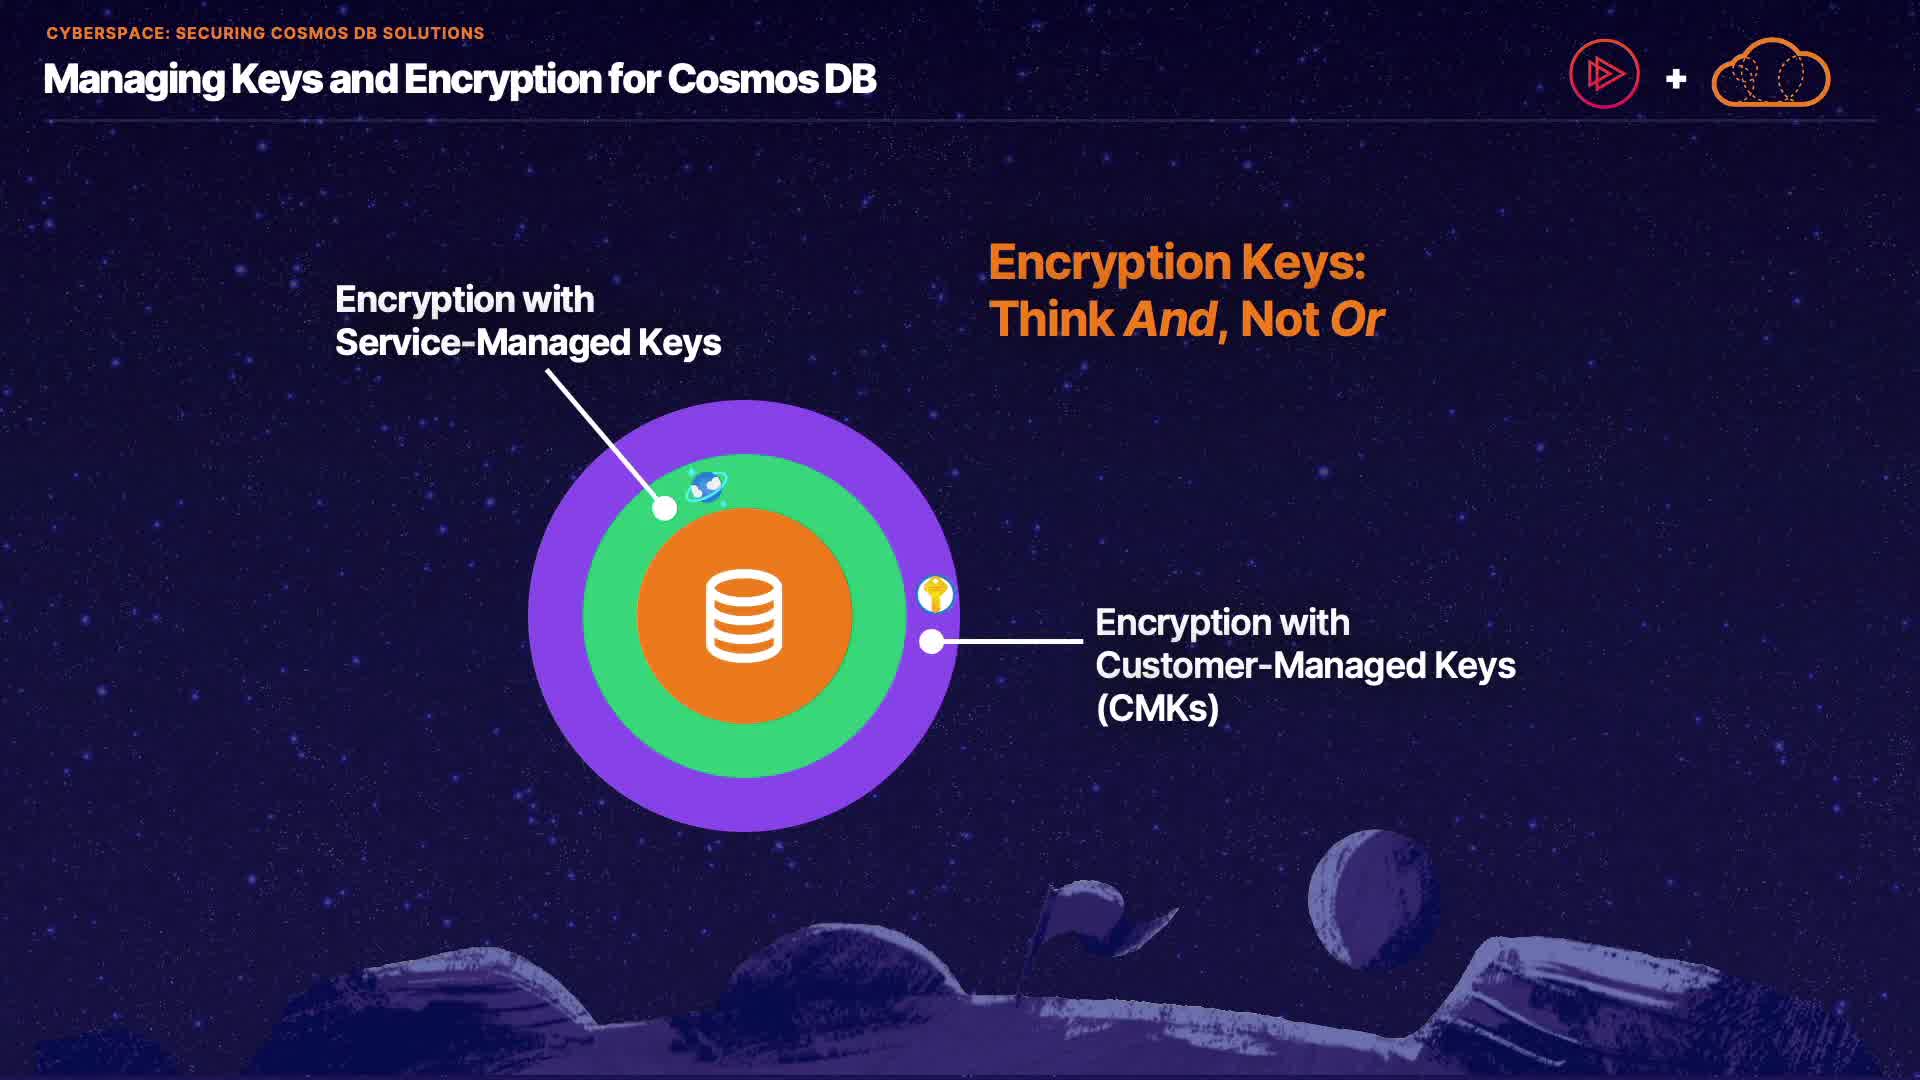 CYBERSPACE: SECURING COSMOS DB SOLUTIONS
Managing Keys and Encryption for Cosmos DB
+
Encryption Keys:
Think And, Not Or
Encryption with
Service-Managed Keys
Encryption with
Customer-Managed Keys
(CMKs)